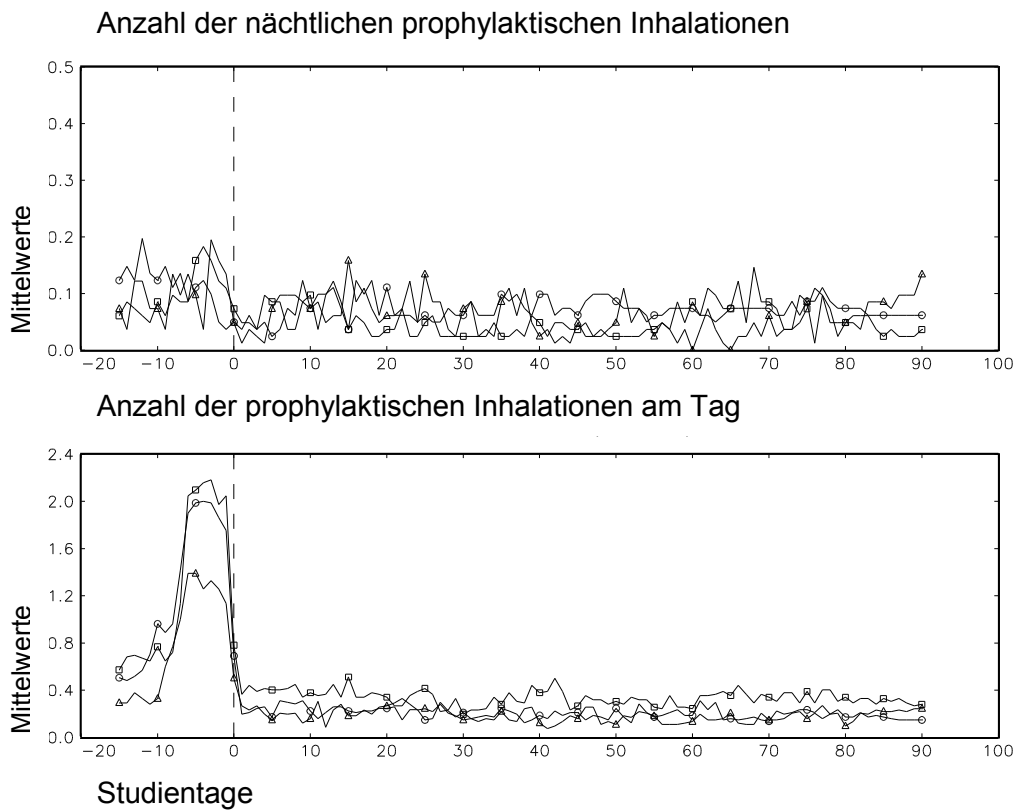 Anzahl der nächtlichen prophylaktischen Inhalationen
Mittelwerte
0.5
0.4
0.3
0.2
0.1
0.0
−20 −10 0 10 20 30 40 50 60 70 80 90 100
Anzahl der prophylaktischen Inhalationen am Tag
Mittelwerte
2.4
2.0
1.6
1.2
0.8
0.4
0.0
−20 −10 0 10 20 30 40 50 60 70 80 90 100
Studientage